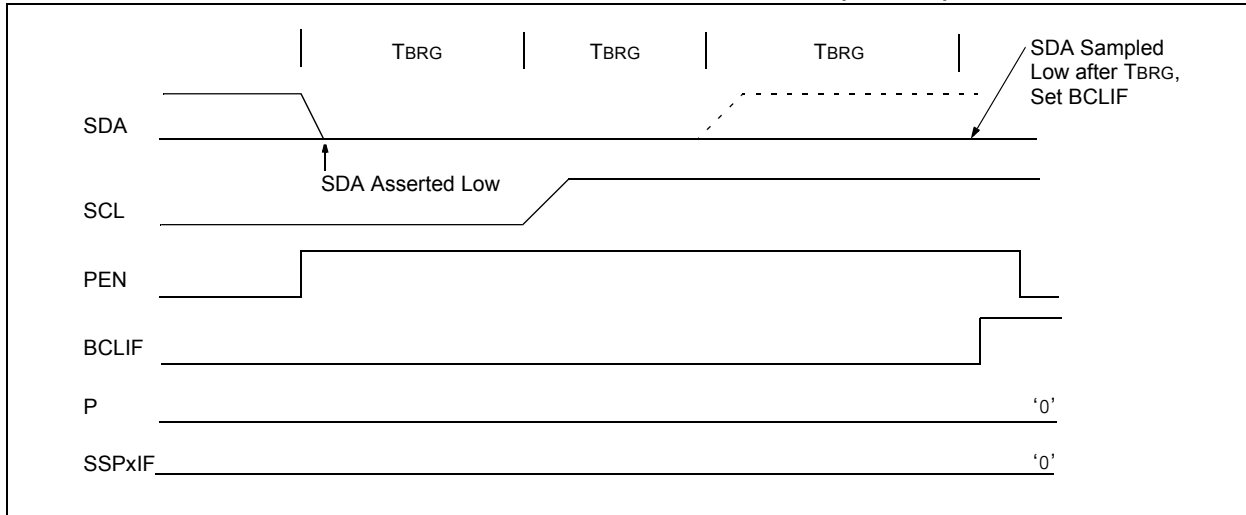 TBRG TBRG TBRG
SDA Sampled
Low after TBRG,
Set BCLIF
SDA
SDA Asserted Low
SCL
PEN
BCLIF
P ‘0’
SSPxIF ‘0’